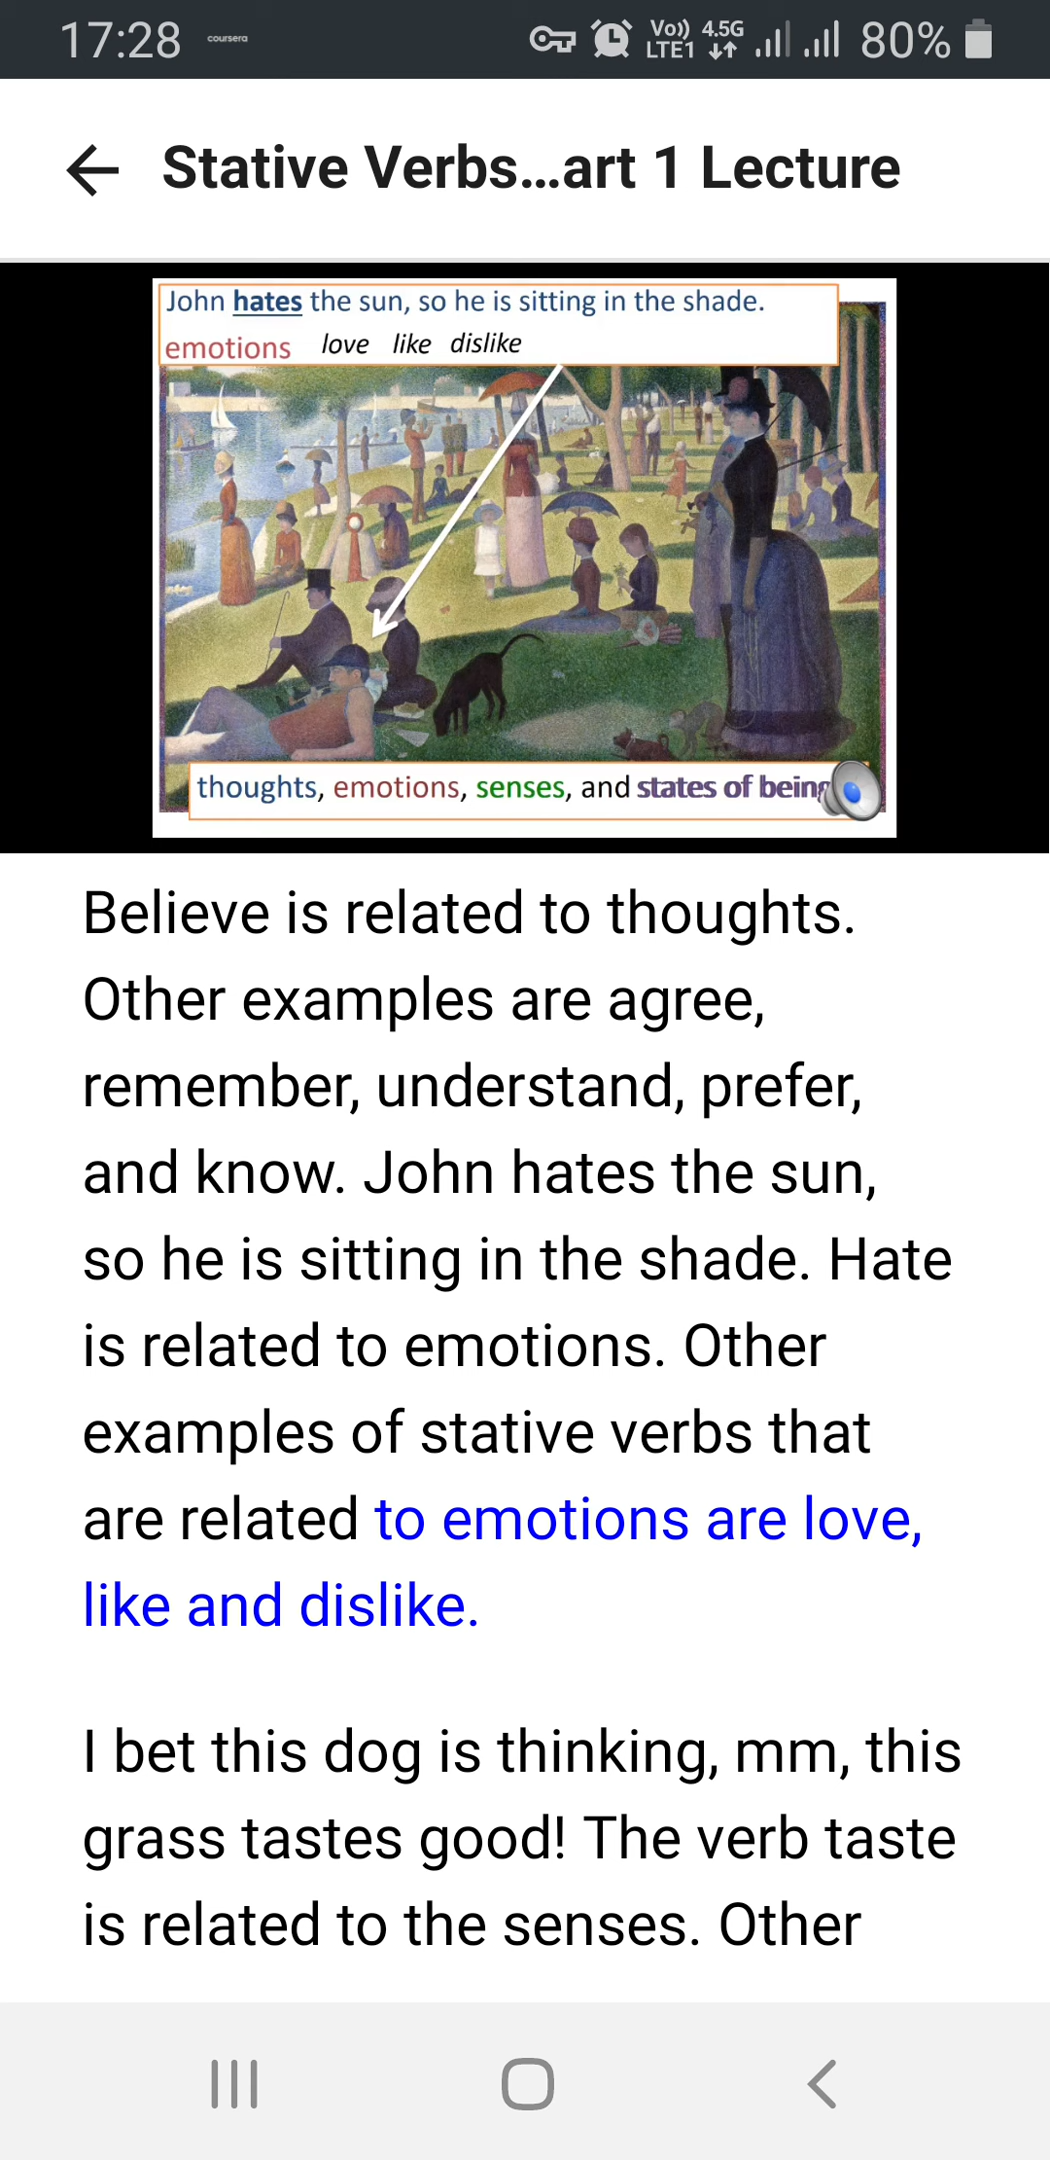 17:28 coursera Vo)) LTE1 4.5G 80%
Stative Verbs...art 1 Lecture
John hates the sun, so he is sitting in the shade.
emotions love like dislike
thoughts, emotions, senses, and states of being
Believe is related to thoughts.
Other examples are agree,
remember, understand, prefer,
and know. John hates the sun,
so he is sitting in the shade. Hate
is related to emotions. Other
examples of stative verbs that
are related to emotions are love,
like and dislike.
I bet this dog is thinking, mm, this
grass tastes good! The verb taste
is related to the senses. Other